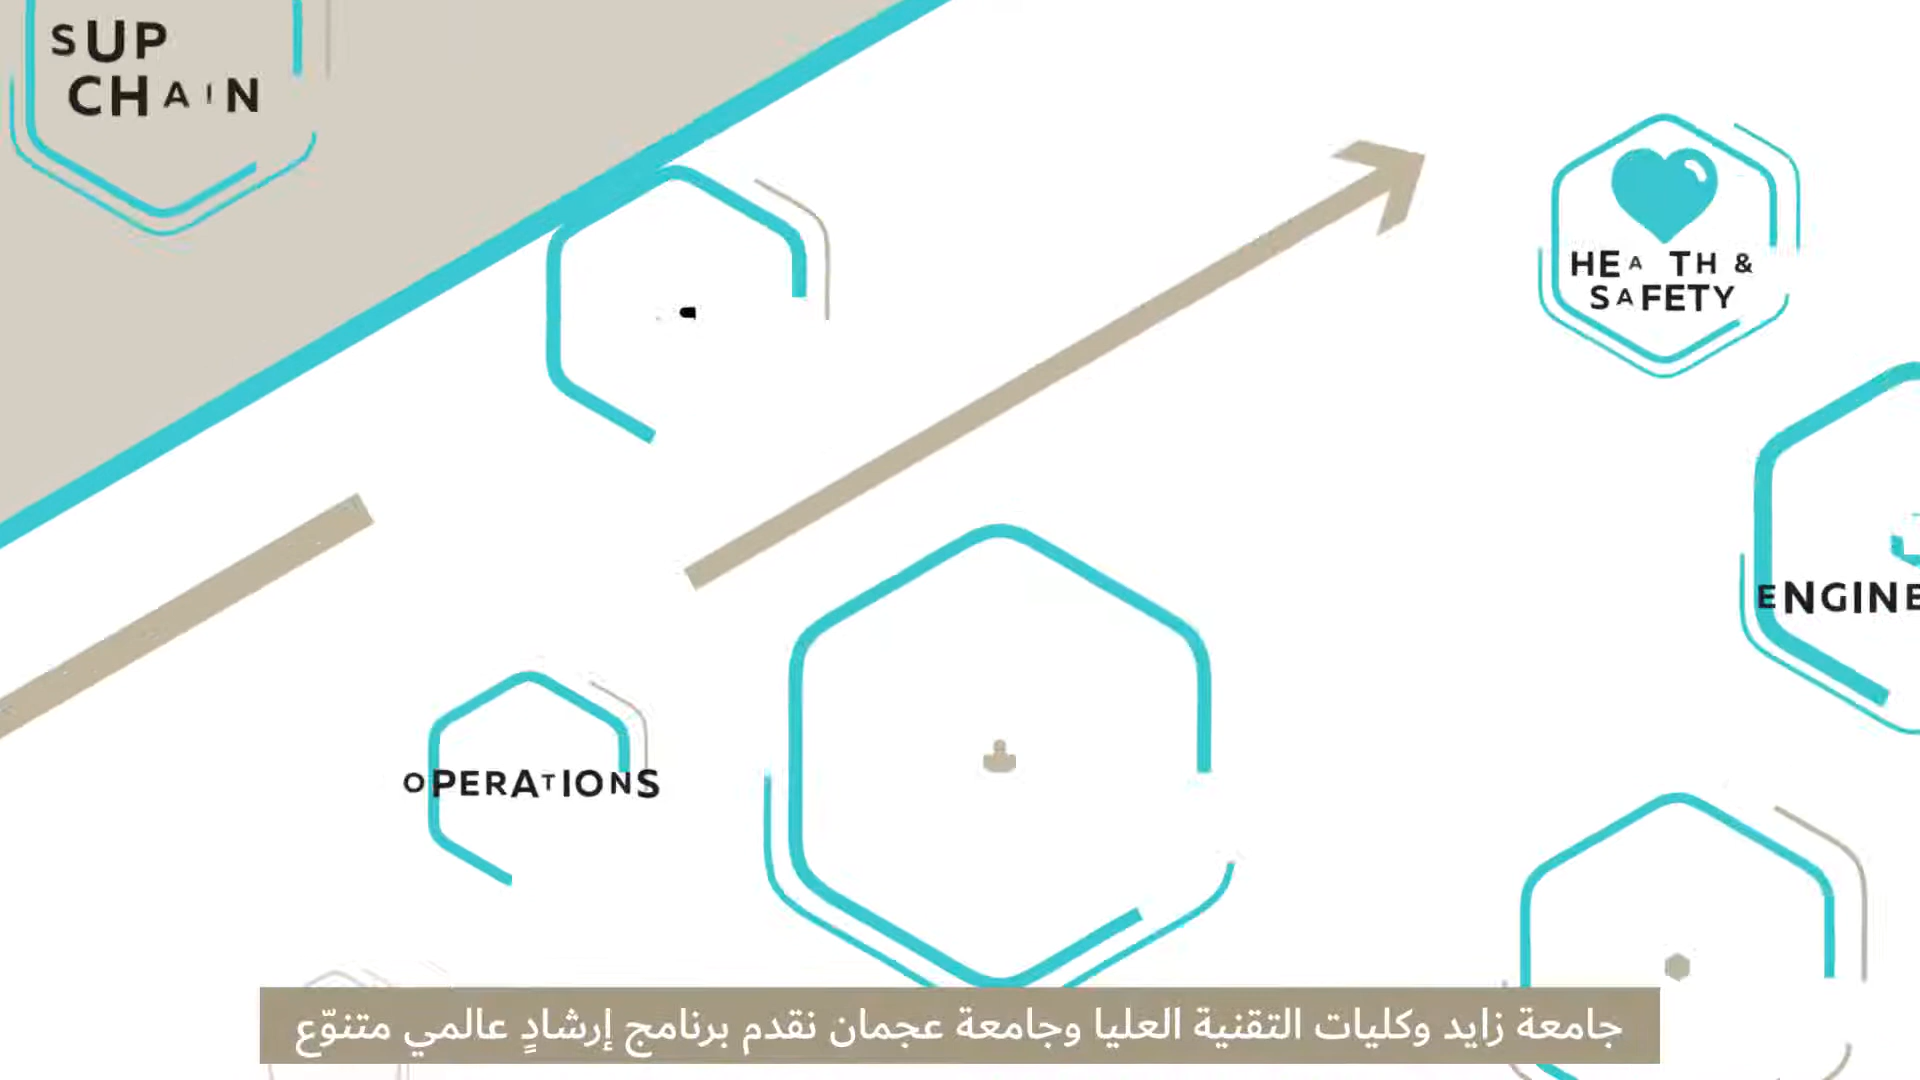 SUP
CHAIN
HEA TH &
SAFETY
ENGINE
OPERATIONS
جامعة زايد وكليات التقنية العليا وجامعة عجمان نقدم برنامج إرشادٍ عالمي متنوّع